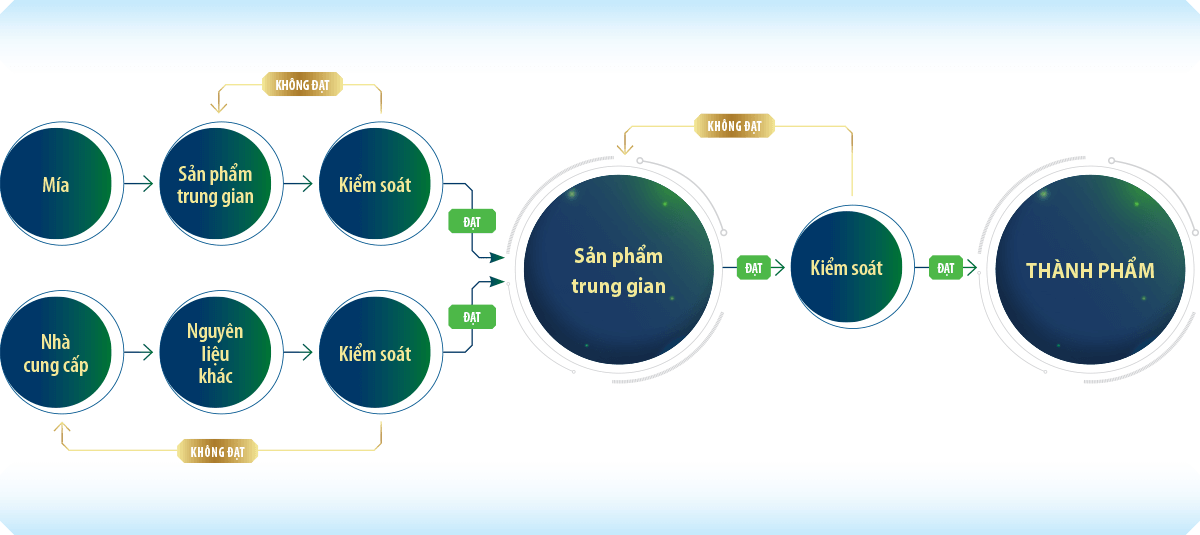 KHÔNG ĐẠT
Mía
Sản phẩm
trung gian
Kiểm soát
ĐẠT
Nhà
cung cấp
Nguyên
liệu
khác
Kiểm soát
ĐẠT
KHÔNG ĐẠT
KHÔNG ĐẠT
Sản phẩm
trung gian
ĐẠT
Kiểm soát
ĐẠT
THÀNH PHẨM